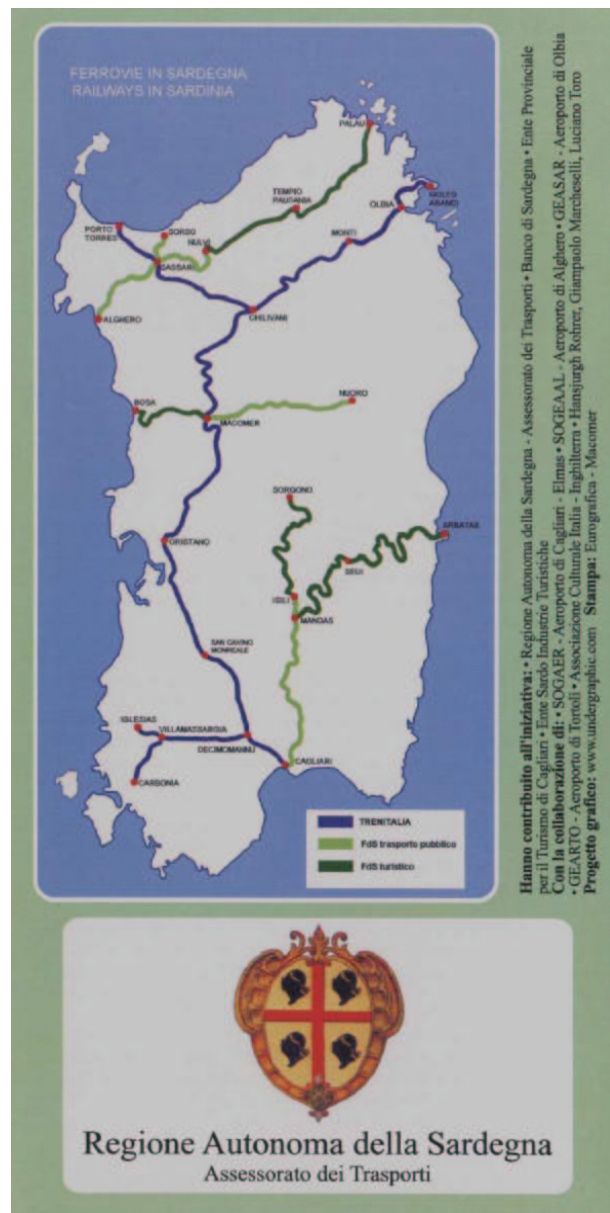 FERROVIE IN SARDEGNA
RAILWAYS IN SARDINIA
PALAU
GOLFO
ARANCI
TEMPIO
PAUSANIA
OLBIA
PORTO
TORRES
SORSO
NULVI
MONTI
SASSARI
CHILIVANI
ALGHERO
BOSA
NUORO
MACOMER
SORGONO
ARBATAX
ORISTANO
SEUI
ISILI
MANDAS
SAN GAVINO
MONREALE
IGLESIAS
VILLAMASSARGIA
DECIMOMANNU
CAGLIARI
CARBONIA
TRENITALIA
FdS trasporto pubblico
FdS turistico
Hanno contribuito all'iniziativa: • Regione Autonoma della Sardegna - Assessorato dei Trasporti • Banco di Sardegna • Ente Provinciale
per il Turismo di Cagliari • Ente Sardo Industrie Turistiche
Con la collaborazione di: • SOGAER - Aeroporto di Cagliari - Elmas • SOGEAAL - Aeroporto di Alghero • GEASAR - Aeroporto di Olbia
• GEARTO - Aeroporto di Tortolì • Associazione Culturale Italia - Inghilterra • Hansjurgh Rohrer, Giampaolo Marcheselli, Luciano Toro
Progetto grafico: www.undergraphic.com Stampa: Eurografica - Macomer
Regione Autonoma della Sardegna
Assessorato dei Trasporti